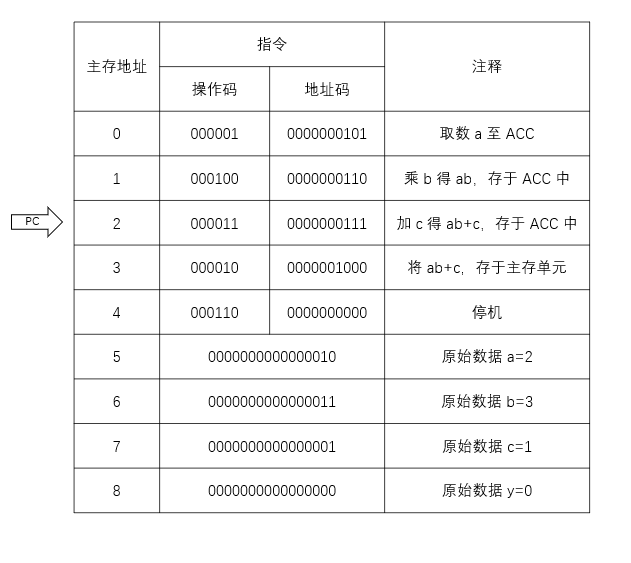 主存地址 指令 注释
操作码 地址码
0 000001 0000000101 取数 a 至 ACC
1 000100 0000000110 乘 b 得 ab，存于 ACC 中
PC 2 000011 0000000111 加 c 得 ab+c，存于 ACC 中
3 000010 0000001000 将 ab+c，存于主存单元
4 000110 0000000000 停机
5 0000000000000010 原始数据 a=2
6 0000000000000011 原始数据 b=3
7 0000000000000001 原始数据 c=1
8 0000000000000000 原始数据 y=0